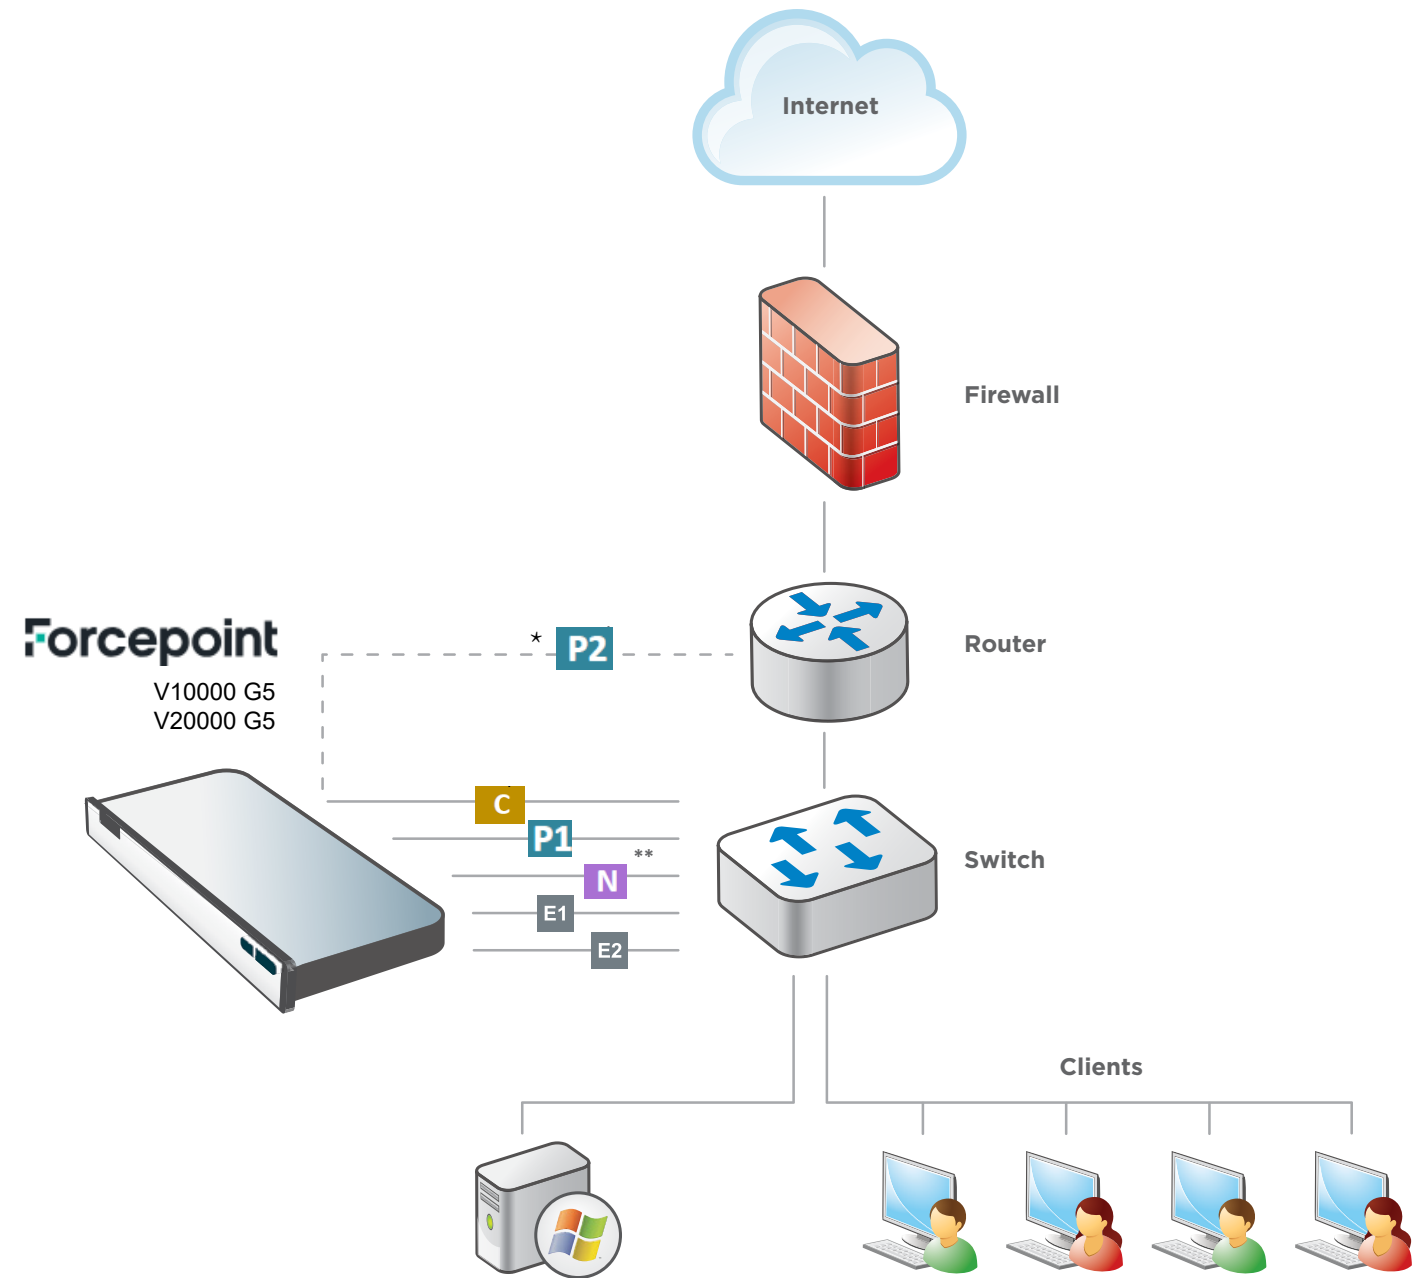 Internet
Firewall
Forcepoint
V10000 G5
V20000 G5
* P2
Router
C
P1
**
N
E1
E2
Switch
Clients